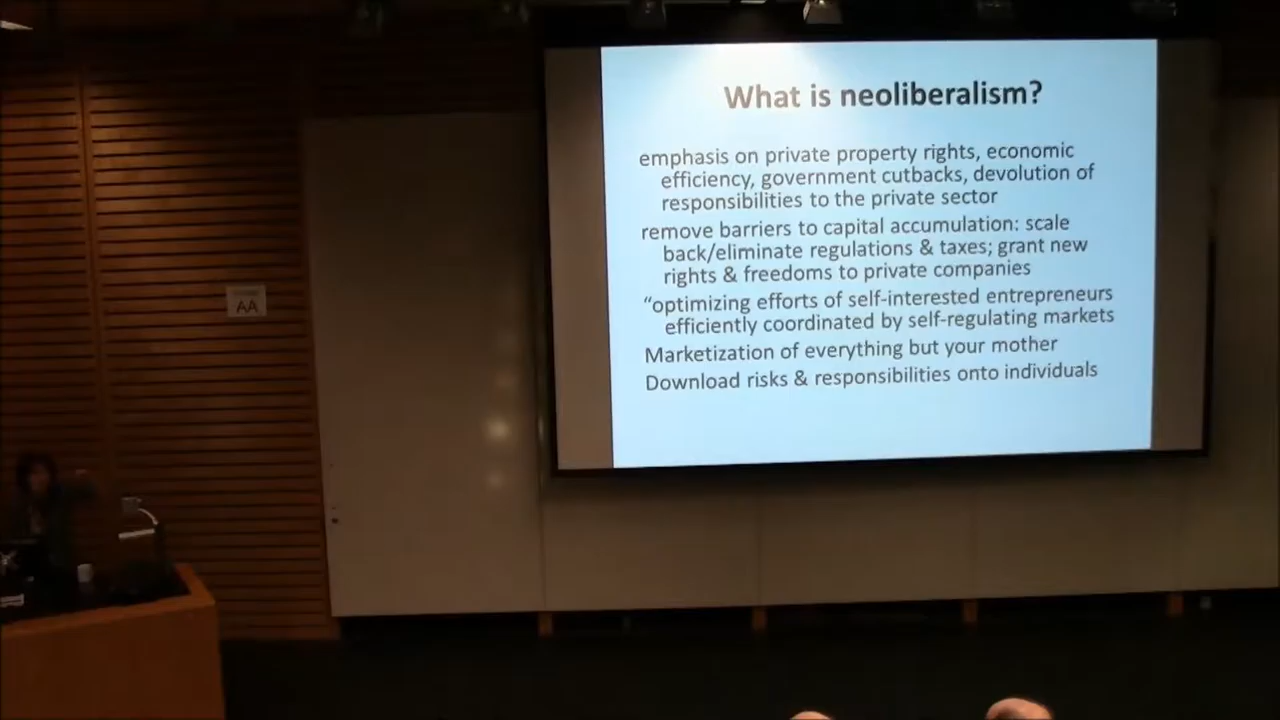 What is neoliberalism?
emphasis on private property rights, economic
efficiency, government cutbacks, devolution of
responsibilities to the private sector
remove barriers to capital accumulation: scale
back/eliminate regulations & taxes; grant new
rights & freedoms to private companies
“optimizing efforts of self-interested entrepreneurs
efficiently coordinated by self-regulating markets
Marketization of everything but your mother
Download risks & responsibilities onto individuals
AA